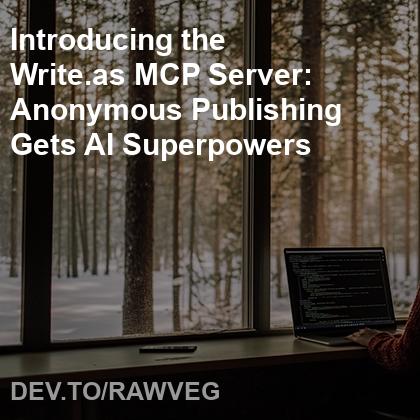 Introducing the
Write.as MCP Server:
Anonymous Publishing
Gets AI Superpowers
DEV.TO/RAWVEG